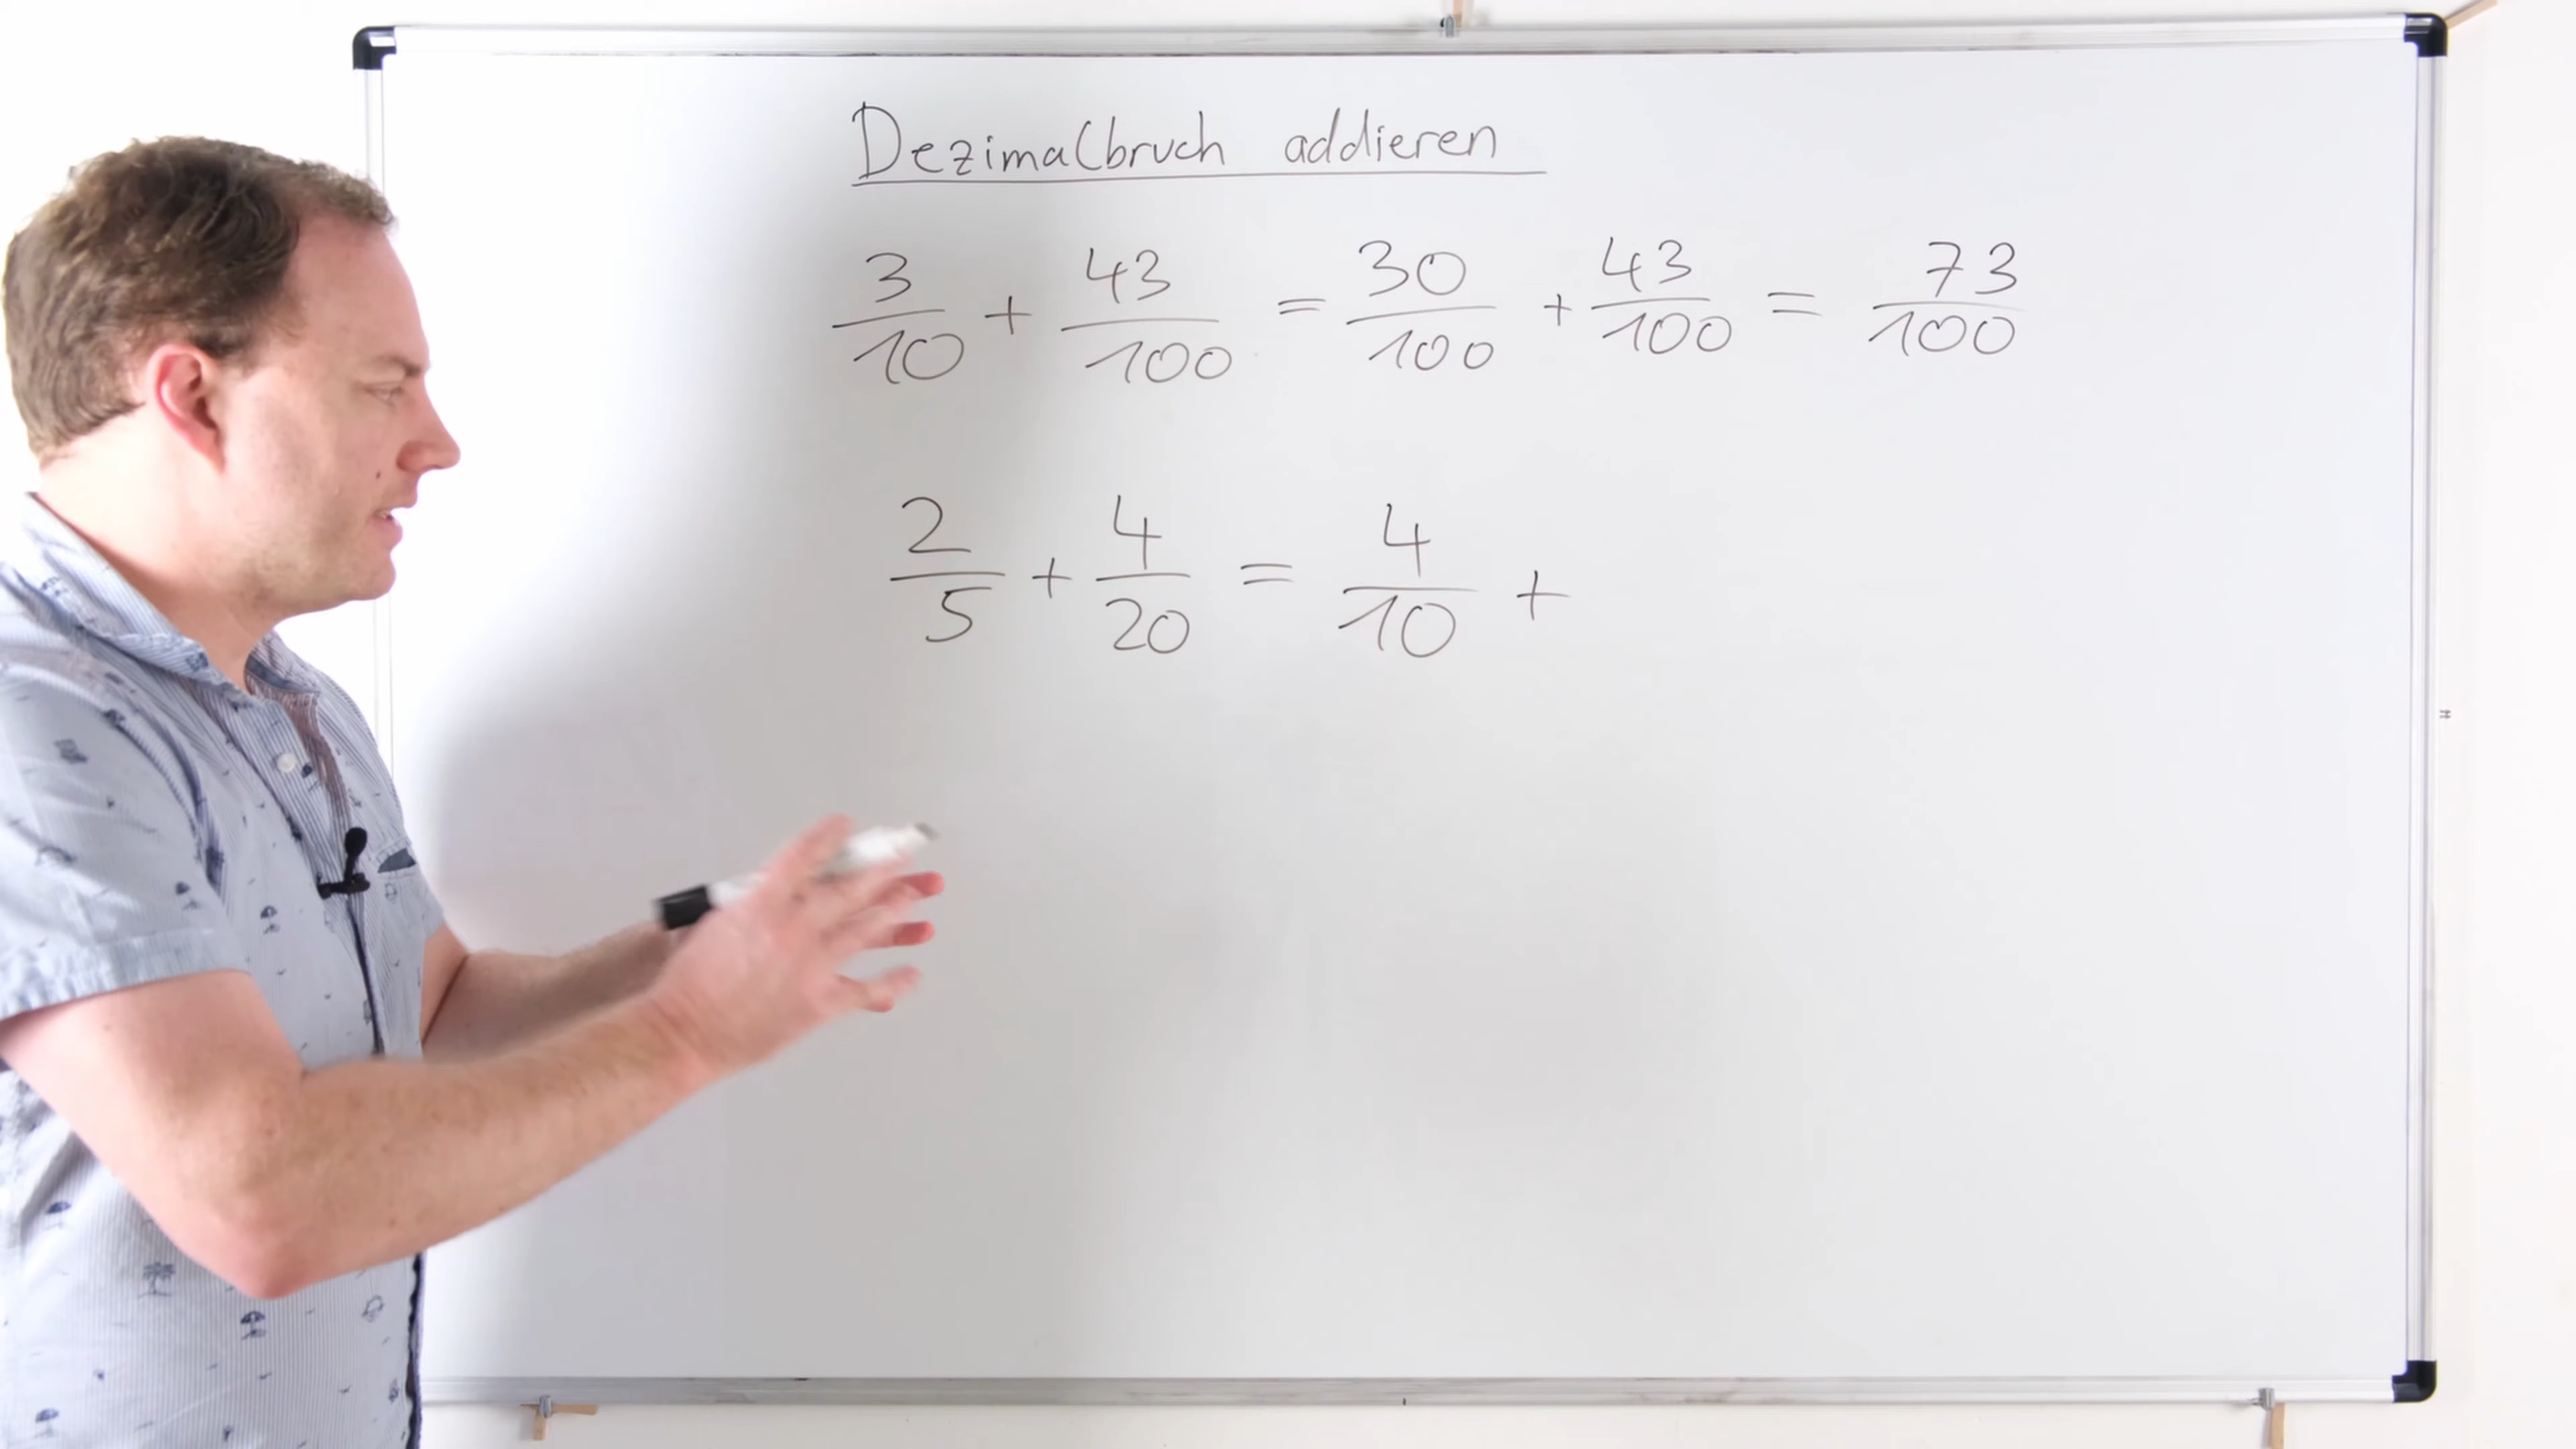 Dezimalbruch addieren
3/10 + 43/100 = 30/100 + 43/100 = 73/100
2/5 + 4/20 = 4/10 +